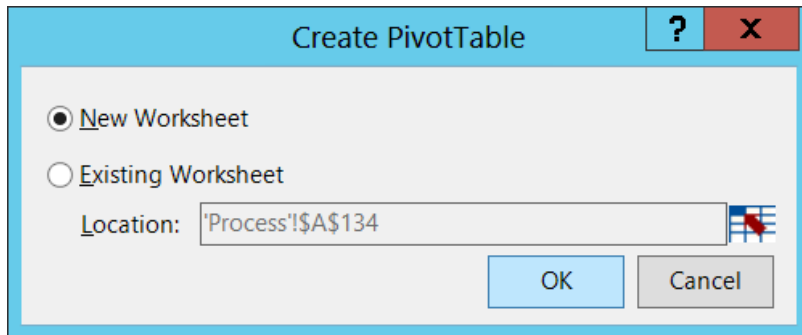 Create PivotTable
?
X
New Worksheet
Existing Worksheet
Location: 'Process'!$A$134
OK Cancel